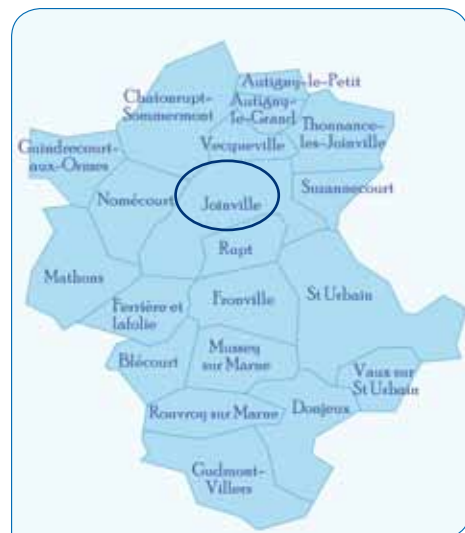 Autigny-le-Petit
Chatonrupt-
Sommermont
Autigny-
le-Grand
Thonnance-
les-Joinville
Vecqueville
Guindrecourt-
aux-Ormes
Suzannecourt
Nomécourt
Joinville
Rupt
Mathons
Fronville
St Urbain
Ferrière et
lafolie
Mussey
sur Marne
Blécourt
Vaux sur
St Urbain
Donjeux
Rouvroy sur Marne
Gudmont-
Villers